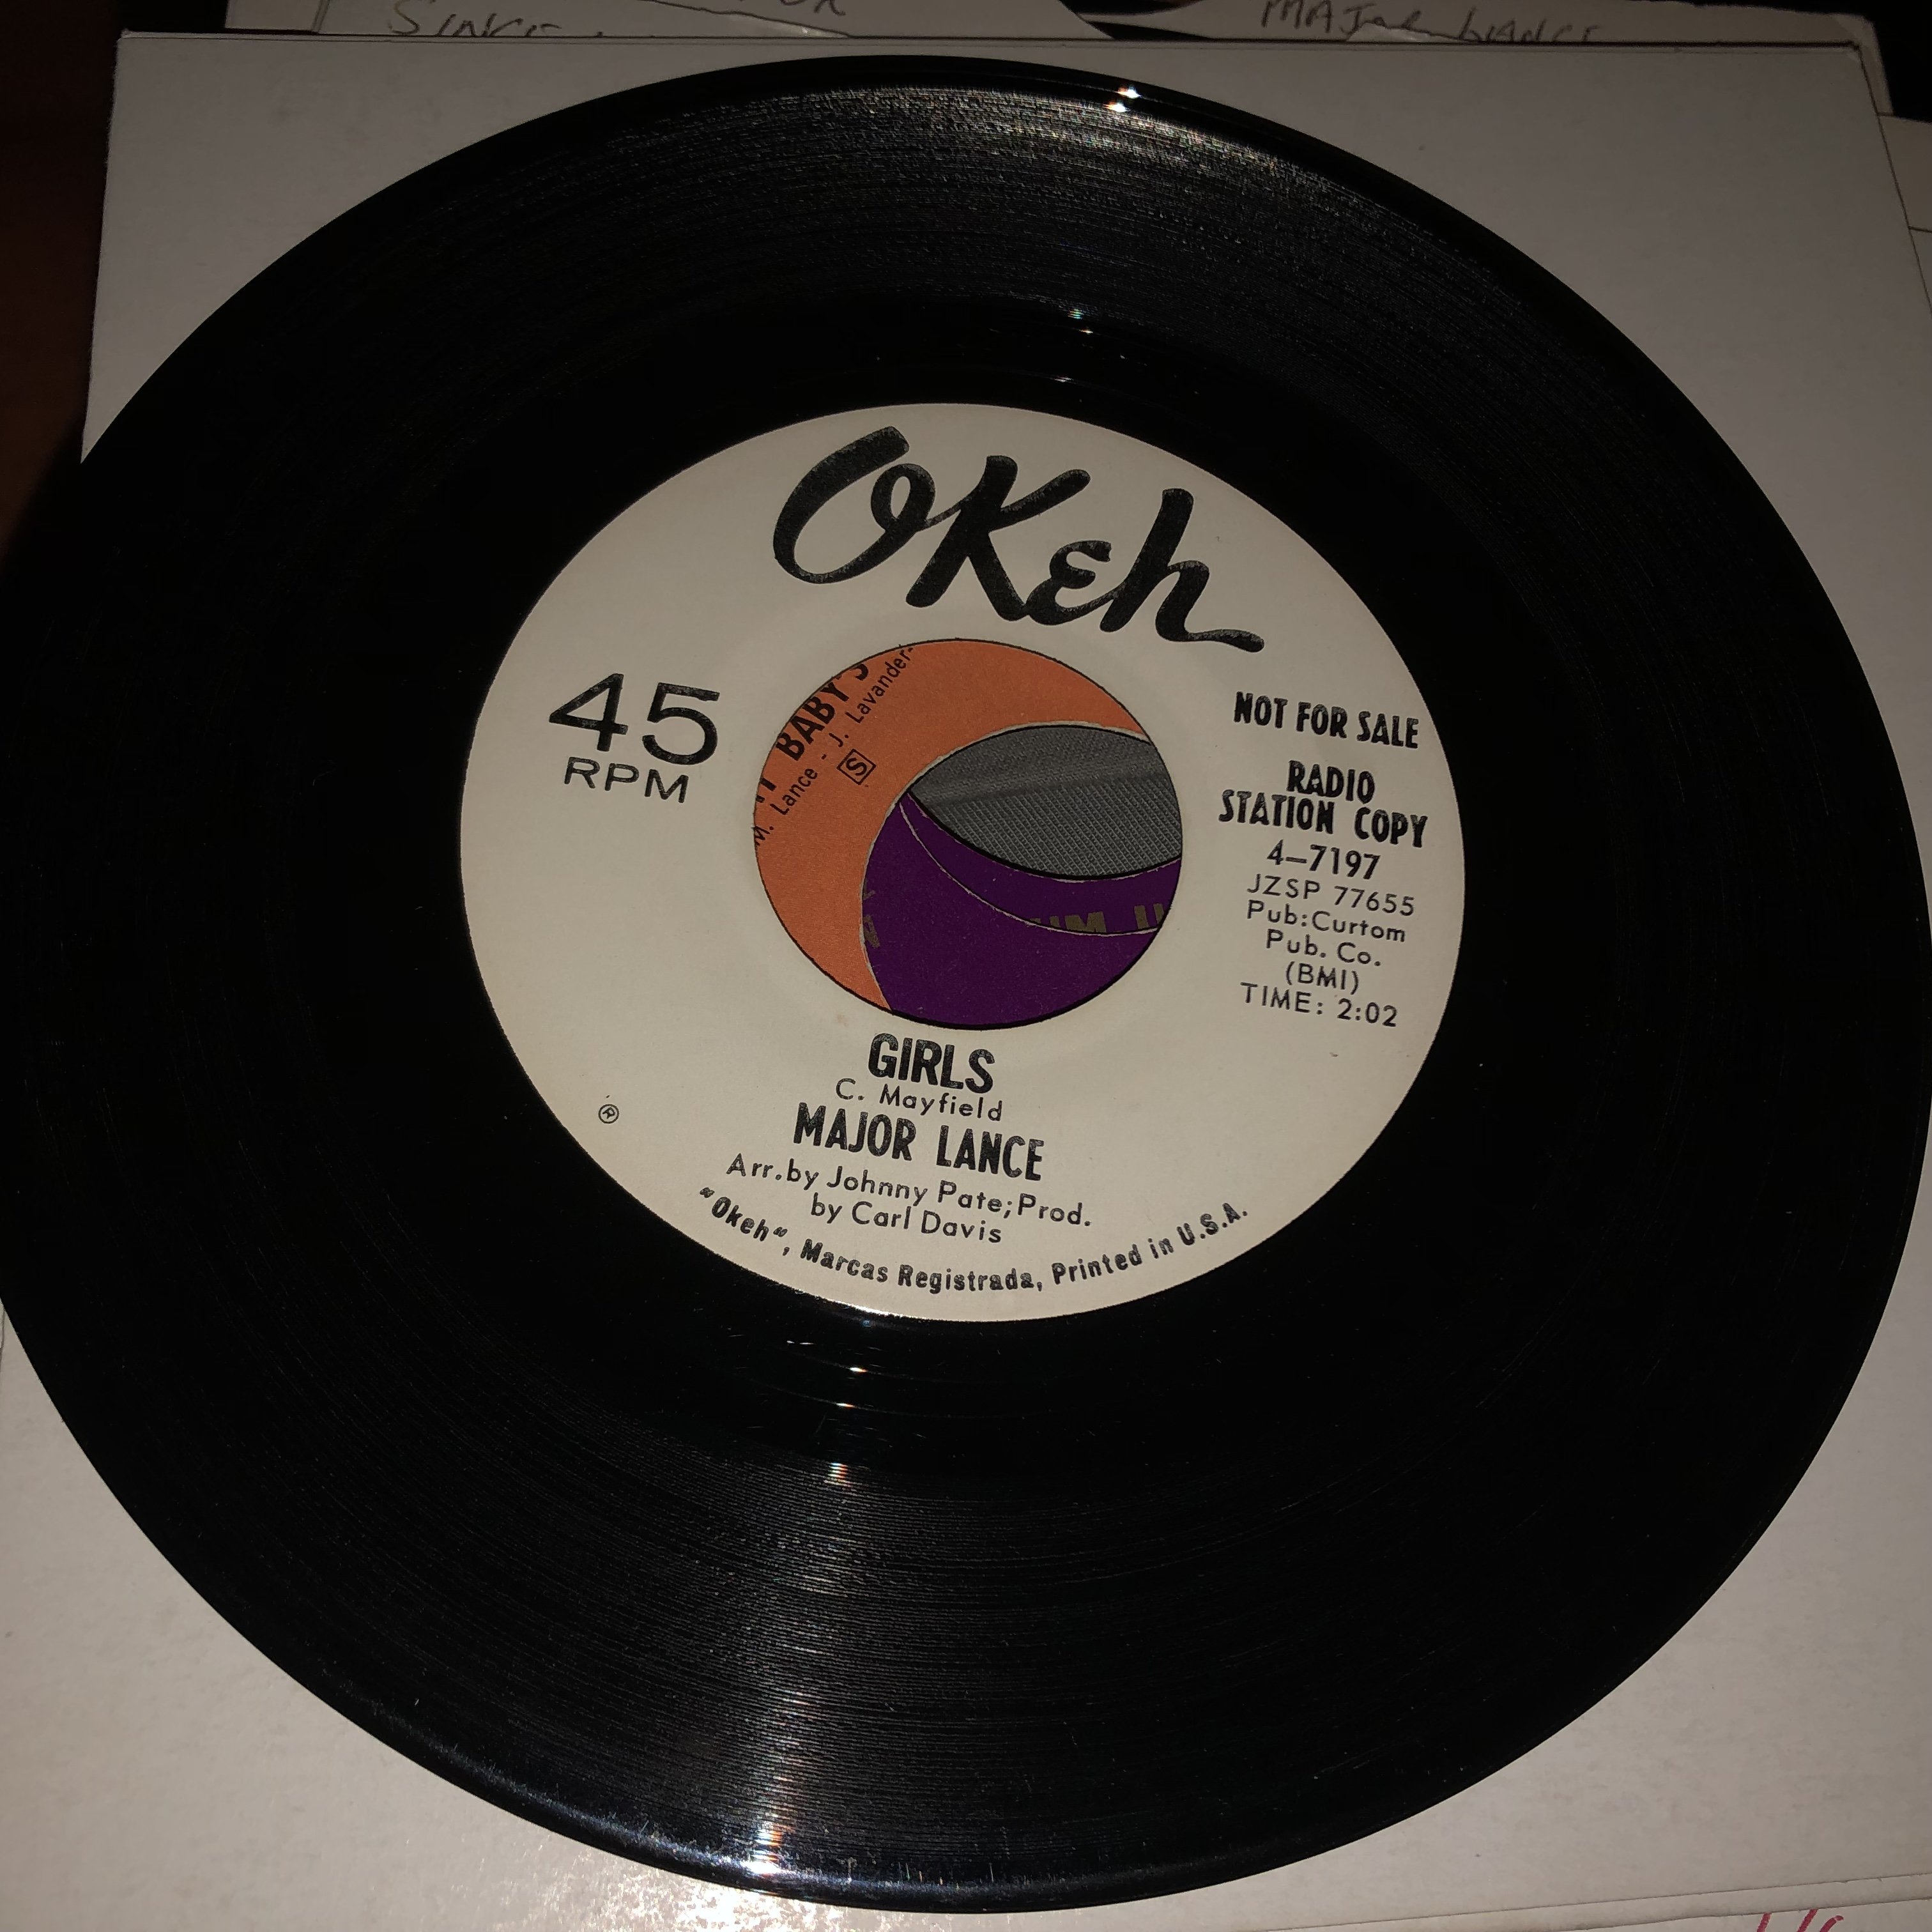 MAJOR LANCE
OKeh
45
RPM
NOT FOR SALE
RADIO
STATION COPY
4-7197
JZSP 77655
Pub:Curtom
Pub. Co.
(BMI)
TIME: 2:02
BABY'S
M. Lance - J. Lavander-
S
GIRLS
C. Mayfield
MAJOR LANCE
Arr.by Johnny Pate;Prod.
by Carl Davis
®
"Okeh", Marcas Registrada, Printed in U.S.A.